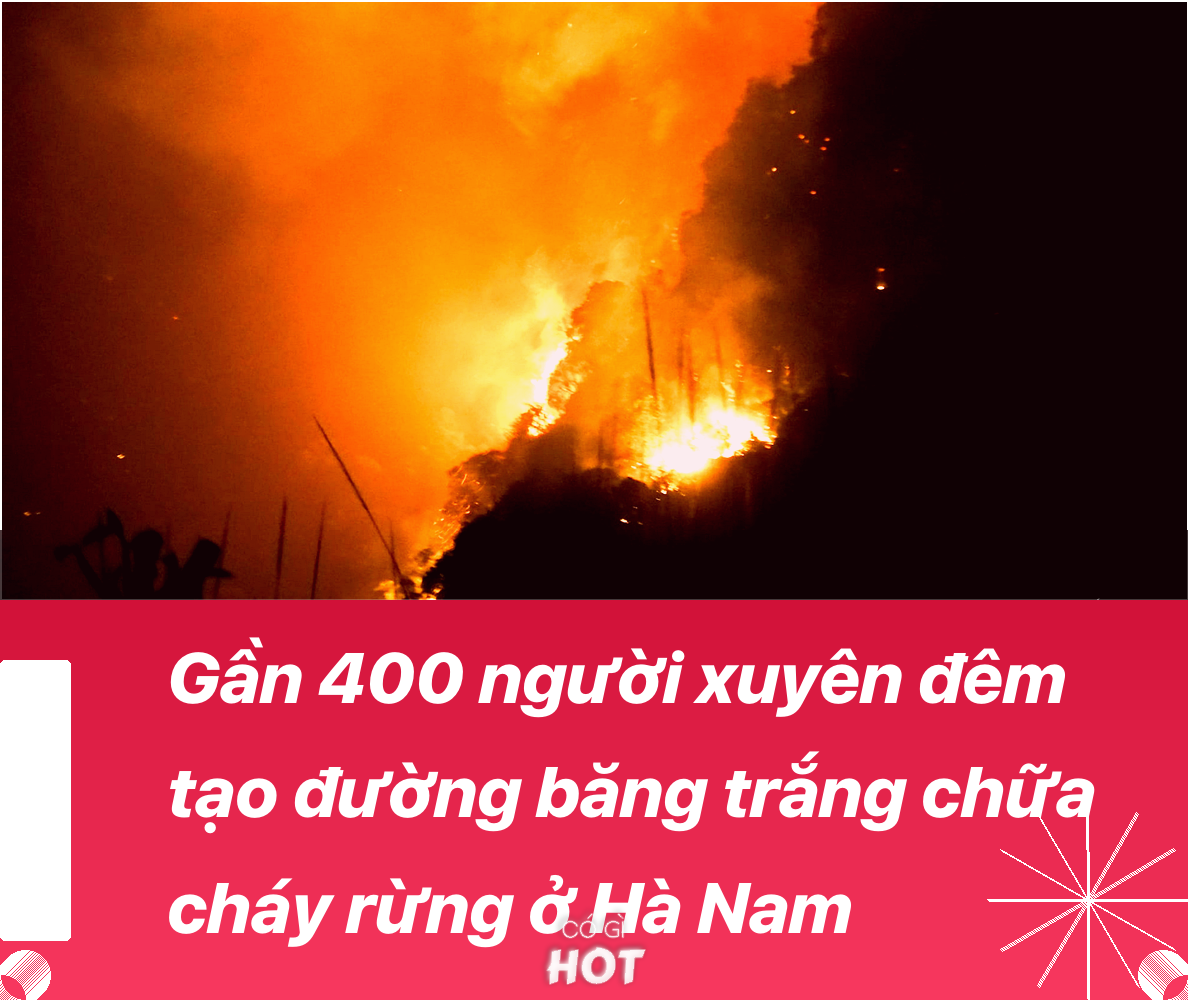 Gần 400 người xuyên đêm
tạo đường băng trắng chữa
cháy rừng ở Hà Nam
CÓ GÌ
HOT